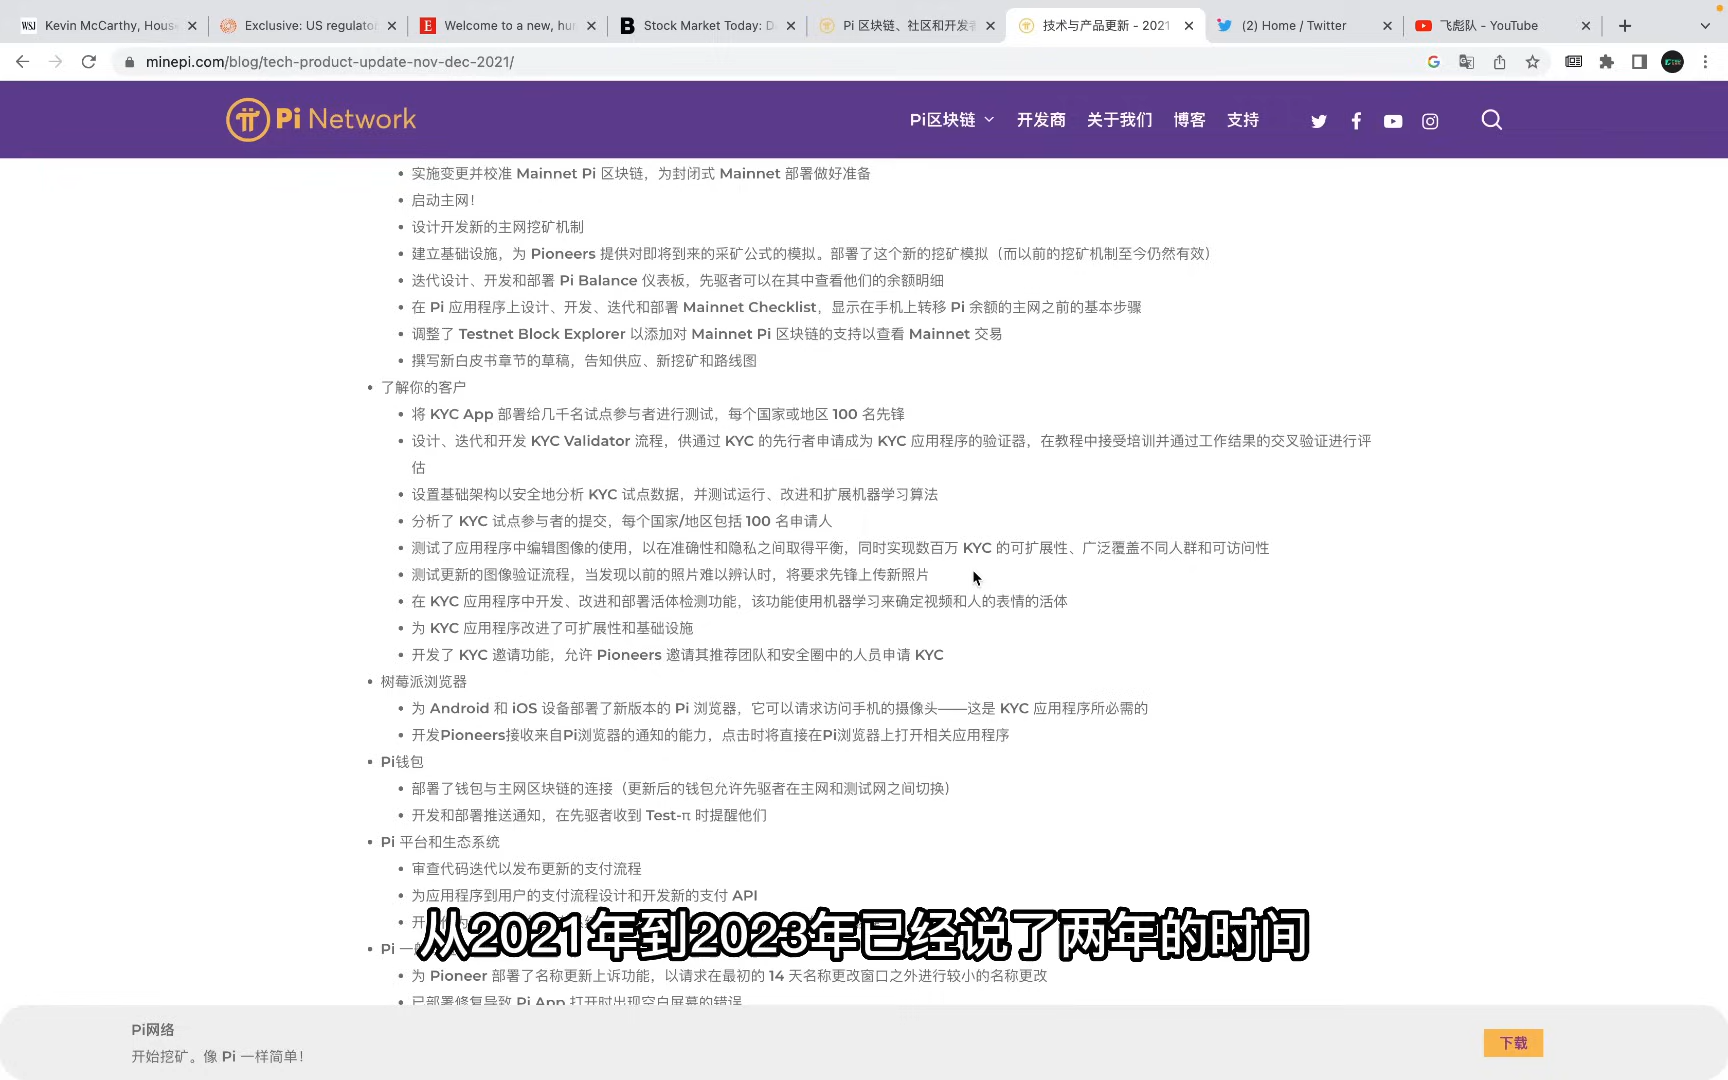 Kevin McCarthy, Hous
Exclusive: US regulator
Welcome to a new, hun
Stock Market Today: D
Pi 区块链、社区和开发者
技术与产品更新 - 2021
(2) Home / Twitter
飞彪队 - YouTube
minepi.com/blog/tech-product-update-nov-dec-2021/
Pi Network
Pi区块链
开发商
关于我们
博客
支持
实施变更并校准 Mainnet Pi 区块链，为封闭式 Mainnet 部署做好准备
启动主网！
设计开发新的主网挖矿机制
建立基础设施，为 Pioneers 提供对即将到来的采矿公式的模拟。部署了这个新的挖矿模拟（而以前的挖矿机制至今仍然有效）
迭代设计、开发和部署 Pi Balance 仪表板，先驱者可以在其中查看他们的余额明细
在 Pi 应用程序上设计、开发、迭代和部署 Mainnet Checklist，显示在手机上转移 Pi 余额的主网之前的基本步骤
调整了 Testnet Block Explorer 以添加对 Mainnet Pi 区块链的支持以查看 Mainnet 交易
撰写新白皮书章节的草稿，告知供应、新挖矿和路线图
了解你的客户
将 KYC App 部署给几千名试点参与者进行测试，每个国家或地区 100 名先锋
设计、迭代和开发 KYC Validator 流程，供通过 KYC 的先行者申请成为 KYC 应用程序的验证器，在教程中接受培训并通过工作结果的交叉验证进行评
估
设置基础架构以安全地分析 KYC 试点数据，并测试运行、改进和扩展机器学习算法
分析了 KYC 试点参与者的提交，每个国家/地区包括 100 名申请人
测试了应用程序中编辑图像的使用，以在准确性和隐私之间取得平衡，同时实现数百万 KYC 的可扩展性、广泛覆盖不同人群和可访问性
测试更新的图像验证流程，当发现以前的照片难以辨认时，将要求先锋上传新照片
在 KYC 应用程序中开发、改进和部署活体检测功能，该功能使用机器学习来确定视频和人的表情的活体
为 KYC 应用程序改进了可扩展性和基础设施
开发了 KYC 邀请功能，允许 Pioneers 邀请其推荐团队和安全圈中的人员申请 KYC
树莓派浏览器
为 Android 和 iOS 设备部署了新版本的 Pi 浏览器，它可以请求访问手机的摄像头——这是 KYC 应用程序所必需的
开发Pioneers接收来自Pi浏览器的通知的能力，点击时将直接在Pi浏览器上打开相关应用程序
Pi钱包
部署了钱包与主网区块链的连接（更新后的钱包允许先驱者在主网和测试网之间切换）
开发和部署推送通知，在先驱者收到 Test-π 时提醒他们
Pi 平台和生态系统
审查代码迭代以发布更新的支付流程
为应用程序到用户的支付流程设计和开发新的支付 API
从2021年到2023年已经说了两年的时间
Pi 一
为 Pioneer 部署了名称更新上诉功能，以请求在最初的 14 天名称更改窗口之外进行较小的名称更改
已部署修复导致 Pi App 打开时出现空白屏幕的错误
Pi网络
开始挖矿。像 Pi 一样简单！
下载